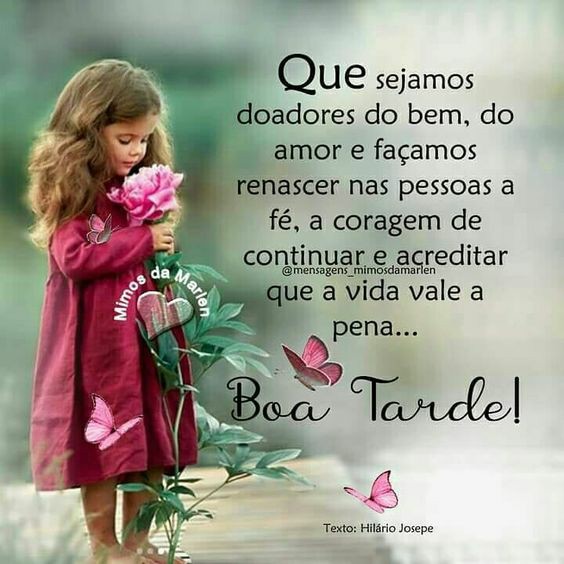 Que sejamos
doadores do bem, do
amor e façamos
renascer nas pessoas a
fé, a coragem de
continuar e acreditar
@mensagens_mimosdamarlen
que a vida vale a
pena...
Mimos da Marlen
Boa Tarde!
Texto: Hilário Josepe